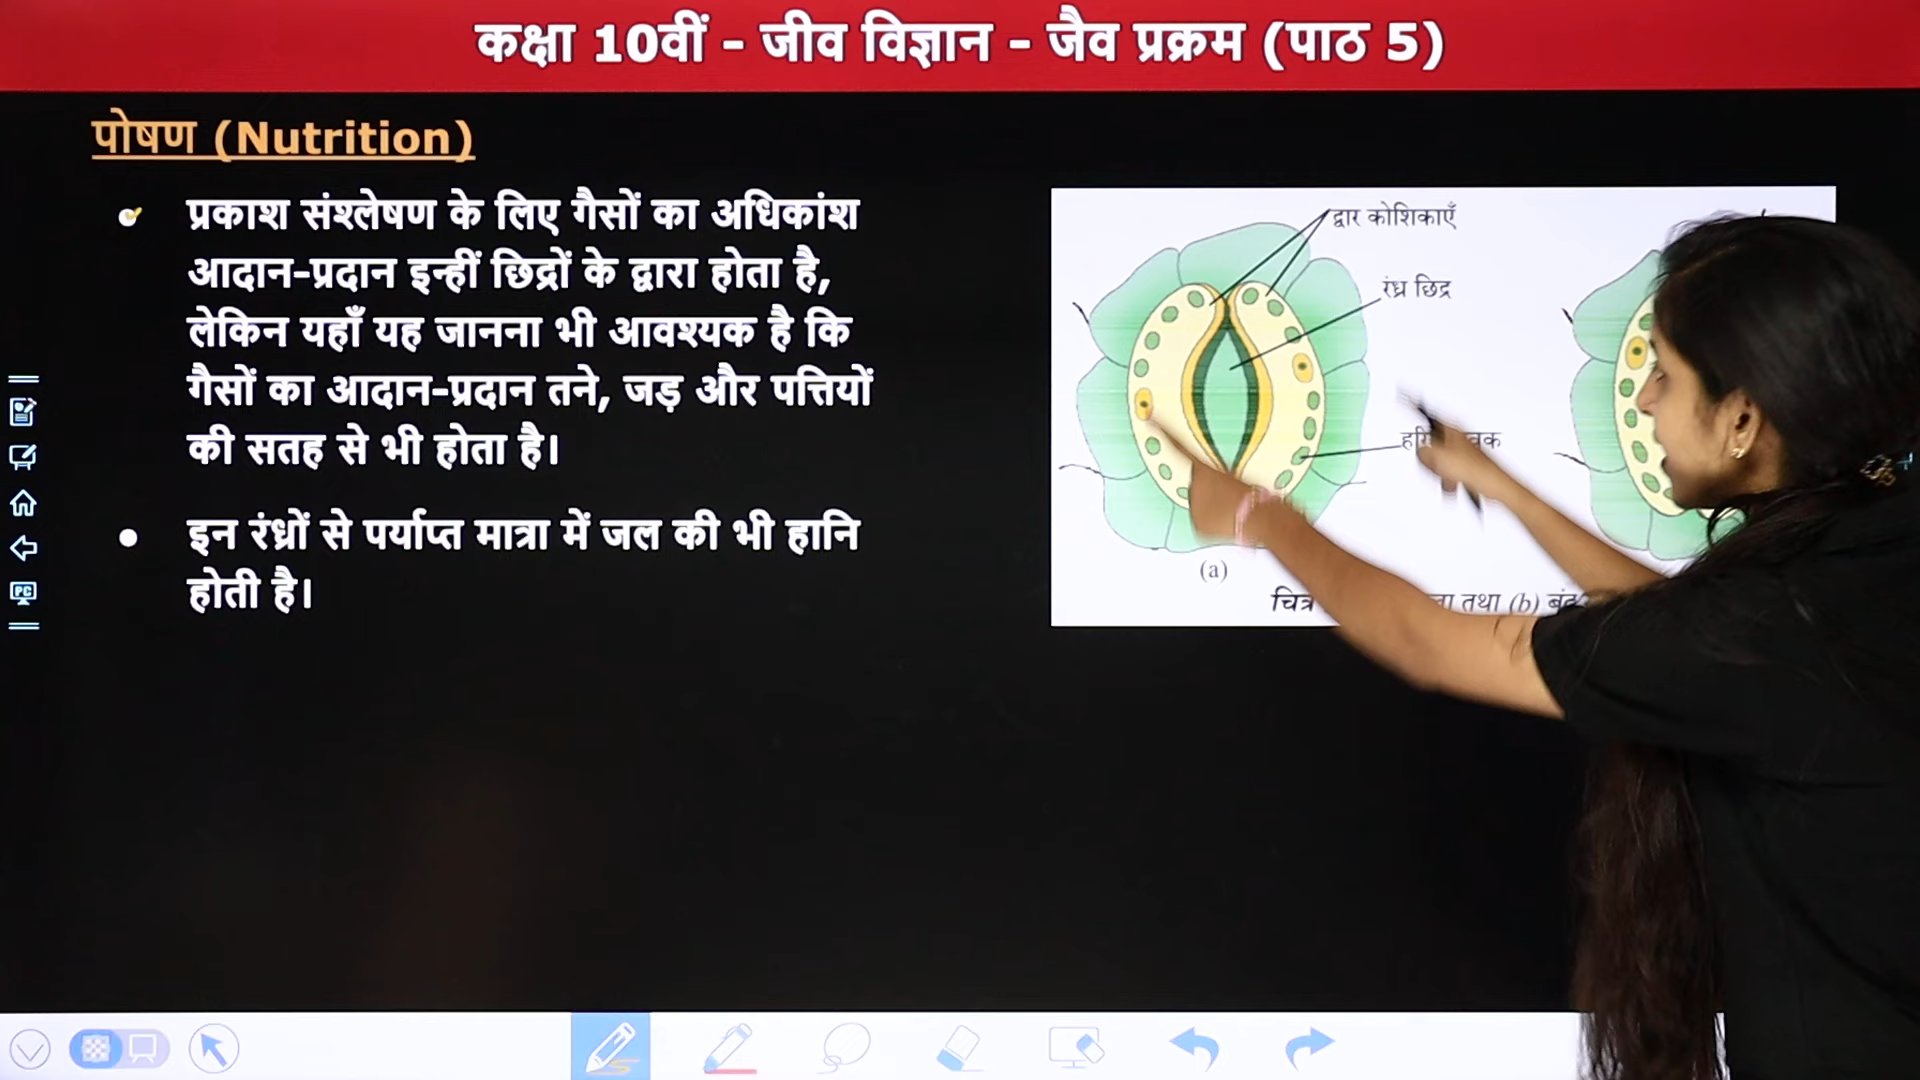 कक्षा 10वीं - जीव विज्ञान - जैव प्रक्रम (पाठ 5)
पोषण (Nutrition)
प्रकाश संश्लेषण के लिए गैसों का अधिकांश
आदान-प्रदान इन्हीं छिद्रों के द्वारा होता है,
लेकिन यहाँ यह जानना भी आवश्यक है कि
गैसों का आदान-प्रदान तने, जड़ और पत्तियों
की सतह से भी होता है।
इन रंध्रों से पर्याप्त मात्रा में जल की भी हानि
होती है।
द्वार कोशिकाएँ
रंध्र छिद्र
(a)
चित्र
तथा (b) बंद
PC